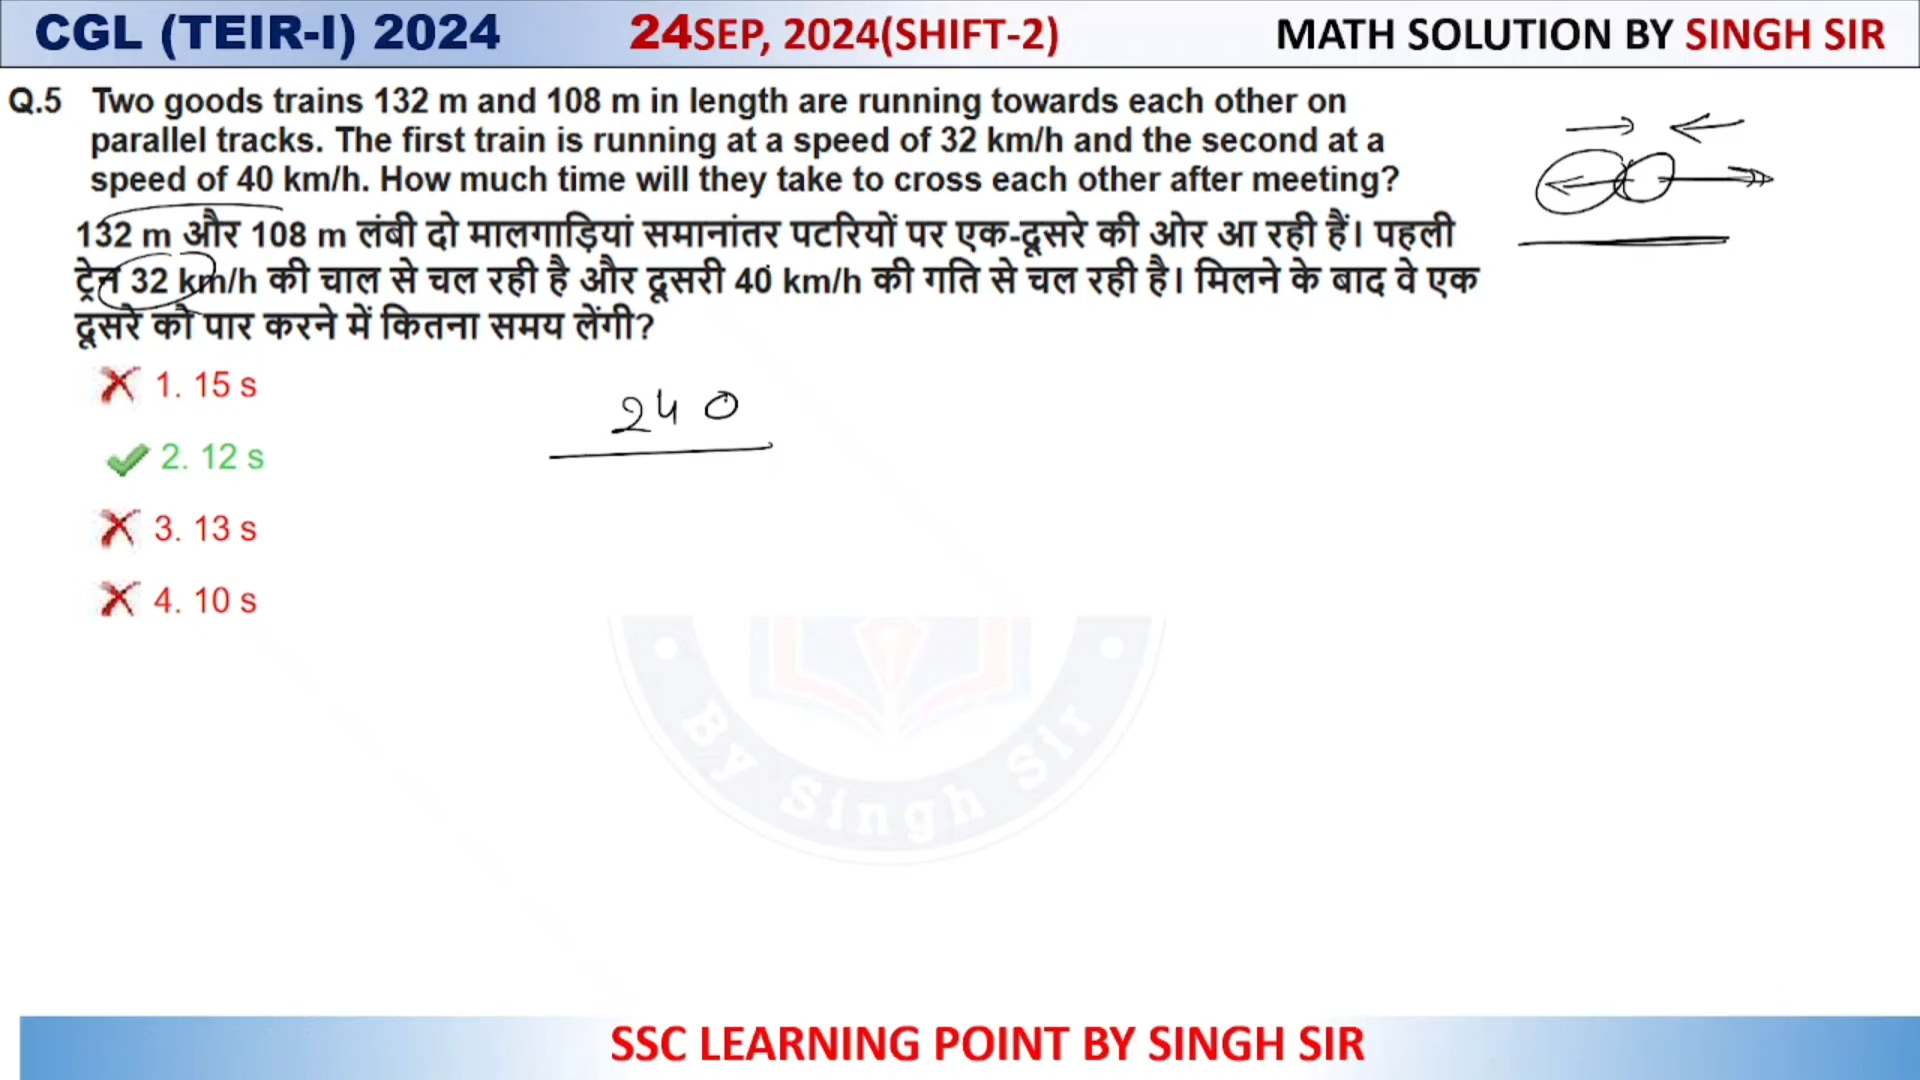 CGL (TEIR-I) 2024 24SEP, 2024(SHIFT-2) MATH SOLUTION BY SINGH SIR
Q.5 Two goods trains 132 m and 108 m in length are running towards each other on
parallel tracks. The first train is running at a speed of 32 km/h and the second at a
speed of 40 km/h. How much time will they take to cross each other after meeting?
132 m और 108 m लंबी दो मालगाड़ियां समानांतर पटरियों पर एक-दूसरे की ओर आ रही हैं। पहली
ट्रेन 32 km/h की चाल से चल रही है और दूसरी 40 km/h की गति से चल रही है। मिलने के बाद वे एक
दूसरे को पार करने में कितना समय लेंगी?
1. 15 s
240
2. 12 s
3. 13 s
4. 10 s
By Singh Sir
SSC LEARNING POINT BY SINGH SIR